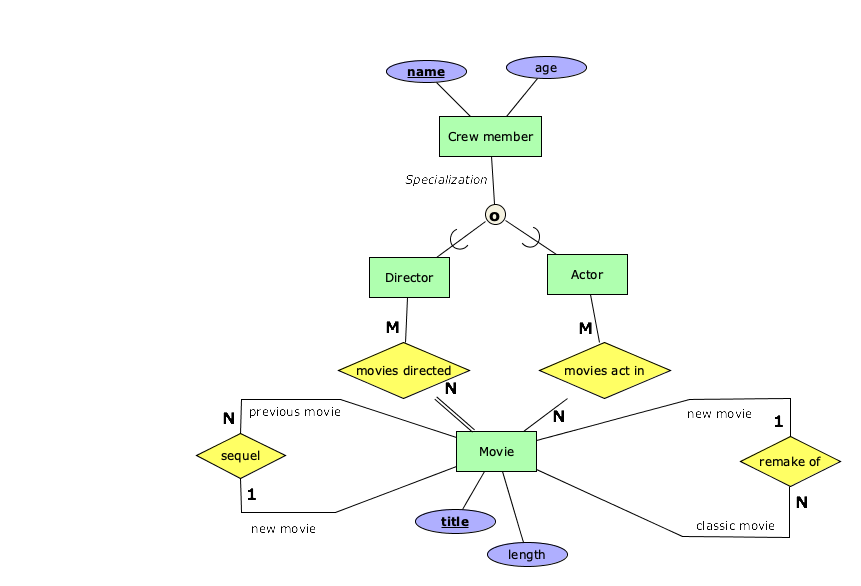 name
age
Crew member
Specialization
o
Director
Actor
M
M
movies directed
movies act in
N
N
previous movie
new movie
N
1
sequel
Movie
remake of
1
N
new movie
title
classic movie
length